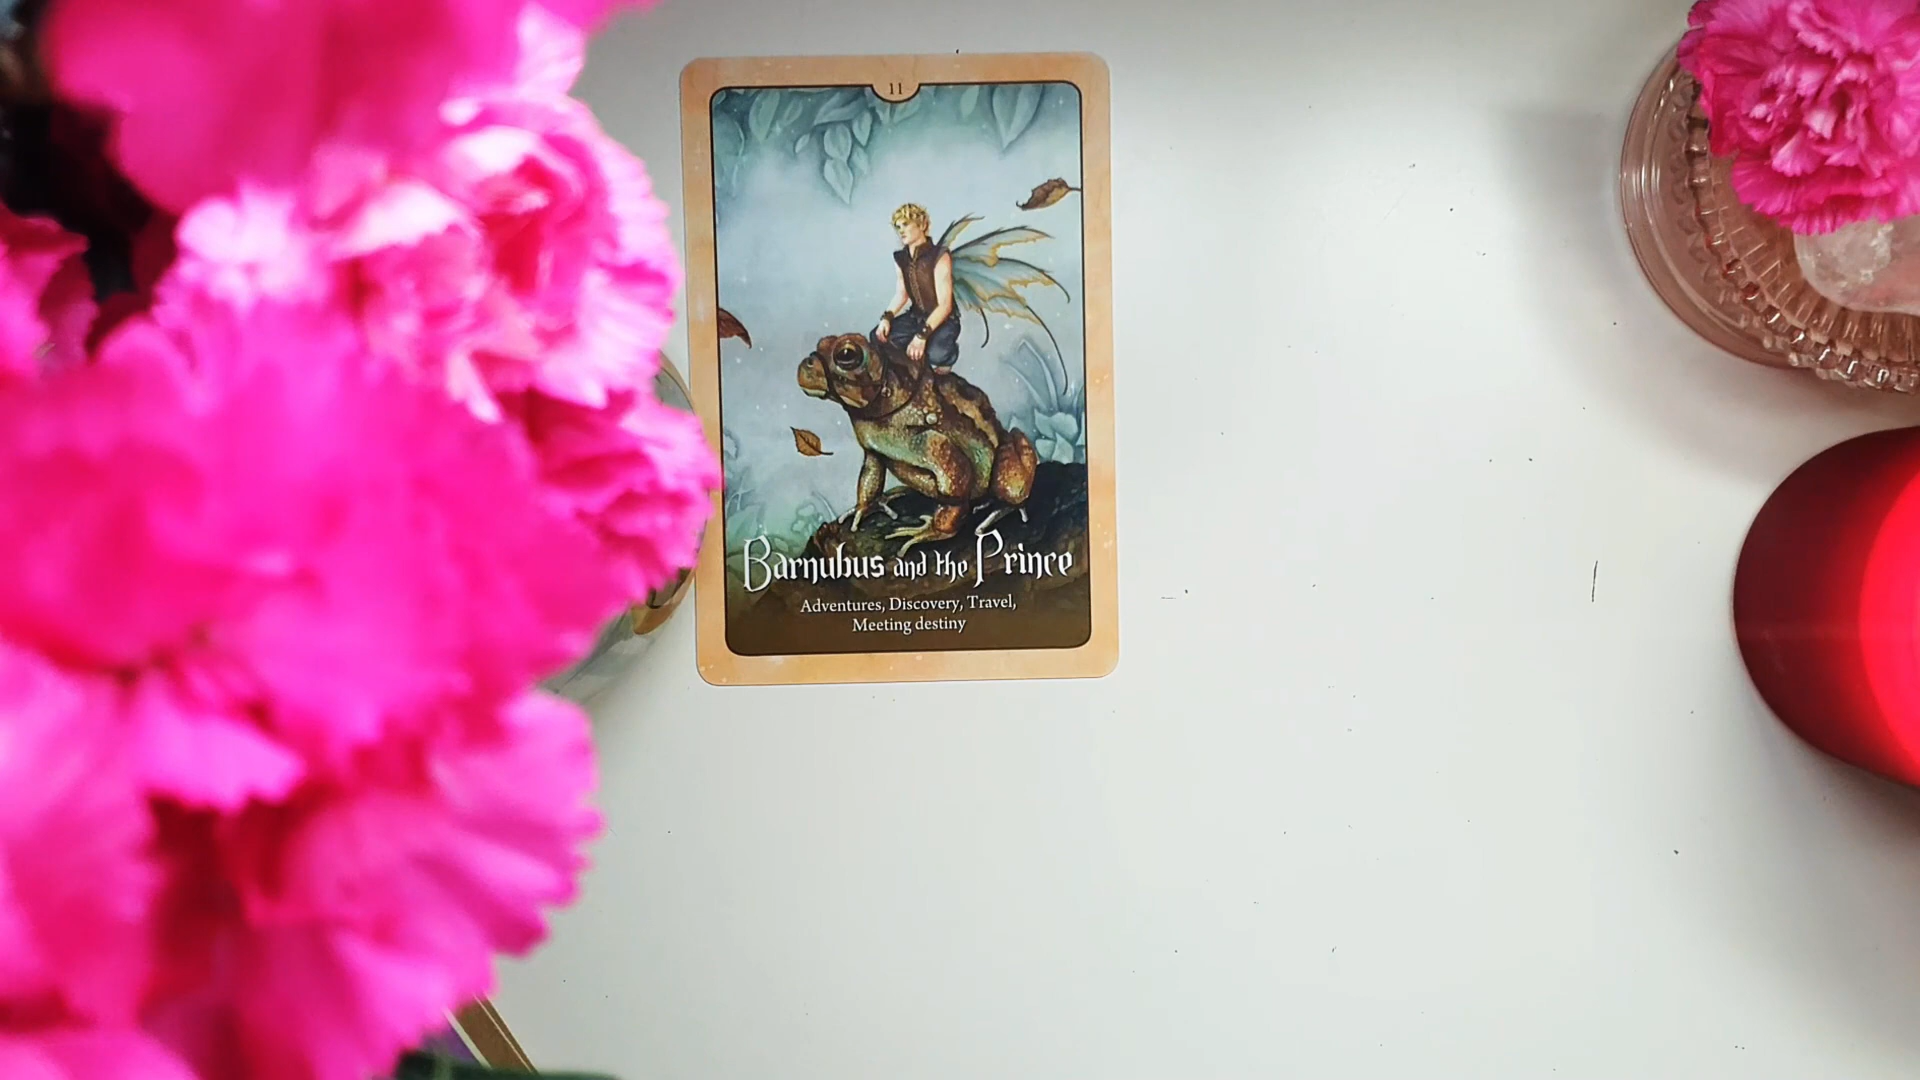 11
Barnubus and the Prince
Adventures, Discovery, Travel,
Meeting destiny